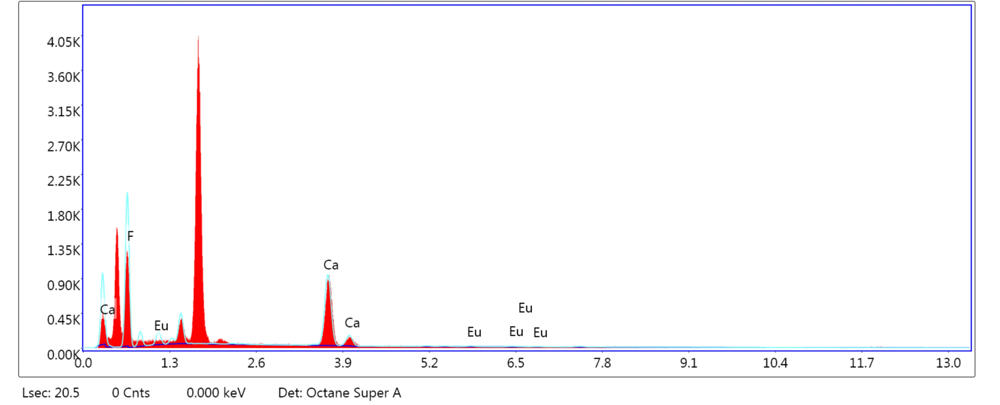 4.05K
3.60K
3.15K
2.70K
2.25K
1.80K
F
1.35K
Ca
0.90K
Eu
Ca
0.45K
Eu
Ca
Eu
Eu
Eu
0.00K
0.0 1.3 2.6 3.9 5.2 6.5 7.8 9.1 10.4 11.7 13.0
Lsec: 20.5 0 Cnts 0.000 keV Det: Octane Super A